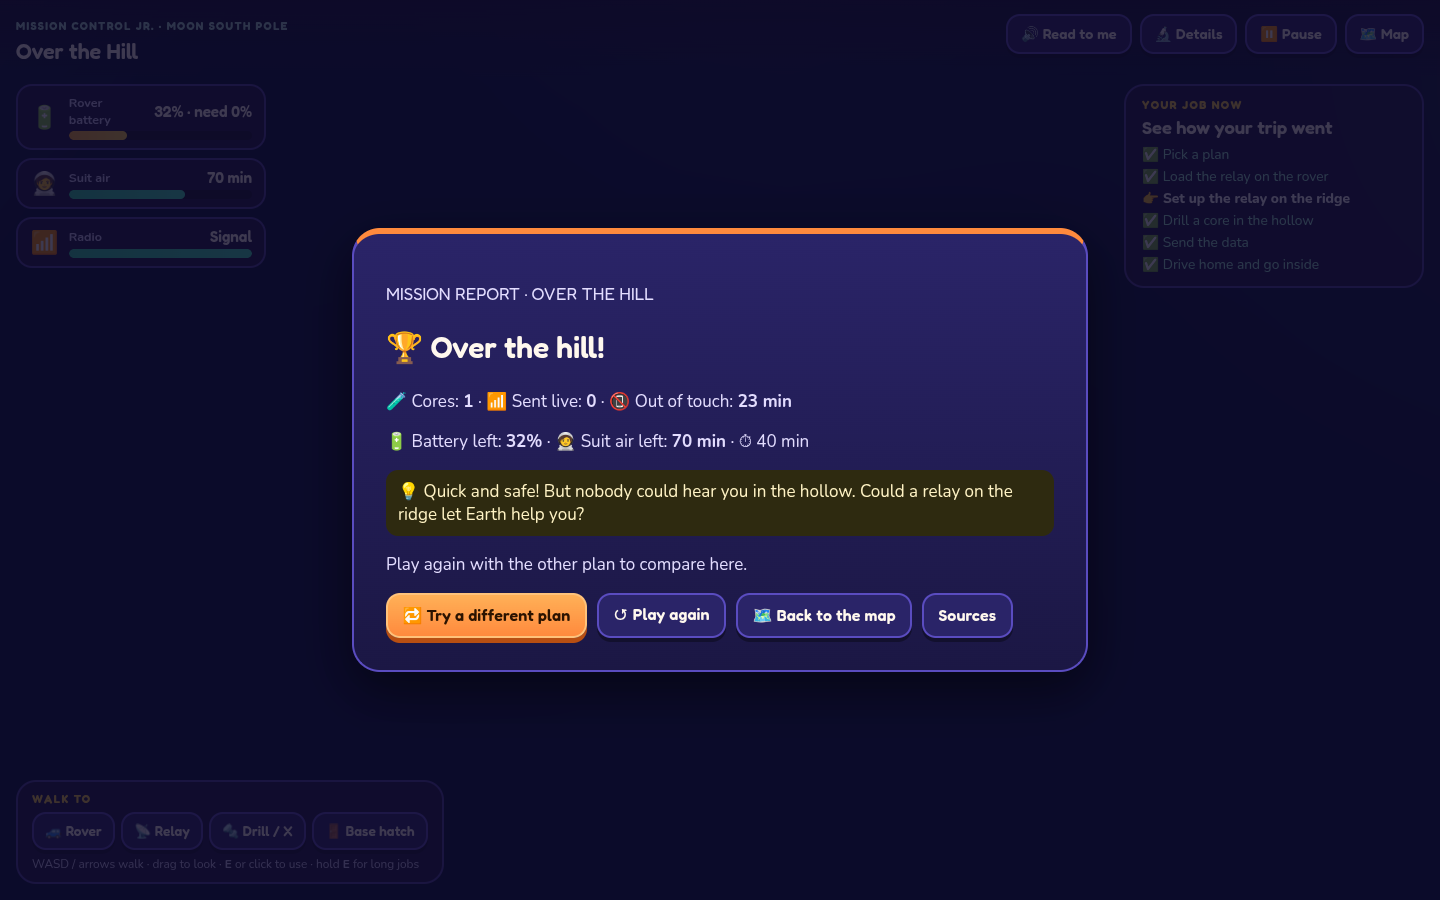 MISSION CONTROL JR. · MOON SOUTH POLE
Over the Hill
🔊 Read to me
🔬 Details
⏸️ Pause
🗺️ Map
Rover battery
32% · need 0%
Suit air
70 min
Radio
Signal
YOUR JOB NOW
See how your trip went
✅ Pick a plan
✅ Load the relay on the rover
👉 Set up the relay on the ridge
✅ Drill a core in the hollow
✅ Send the data
✅ Drive home and go inside
MISSION REPORT · OVER THE HILL
🏆 Over the hill!
🧪 Cores: 1 · 📶 Sent live: 0 · 📵 Out of touch: 23 min
🔋 Battery left: 32% · 🧑‍🚀 Suit air left: 70 min · ⏱ 40 min
💡 Quick and safe! But nobody could hear you in the hollow. Could a relay on the
ridge let Earth help you?
Play again with the other plan to compare here.
🔁 Try a different plan
↺ Play again
🗺️ Back to the map
Sources
WALK TO
🚙 Rover
📡 Relay
🔩 Drill / X
🚪 Base hatch
WASD / arrows walk · drag to look · E or click to use · hold E for long jobs